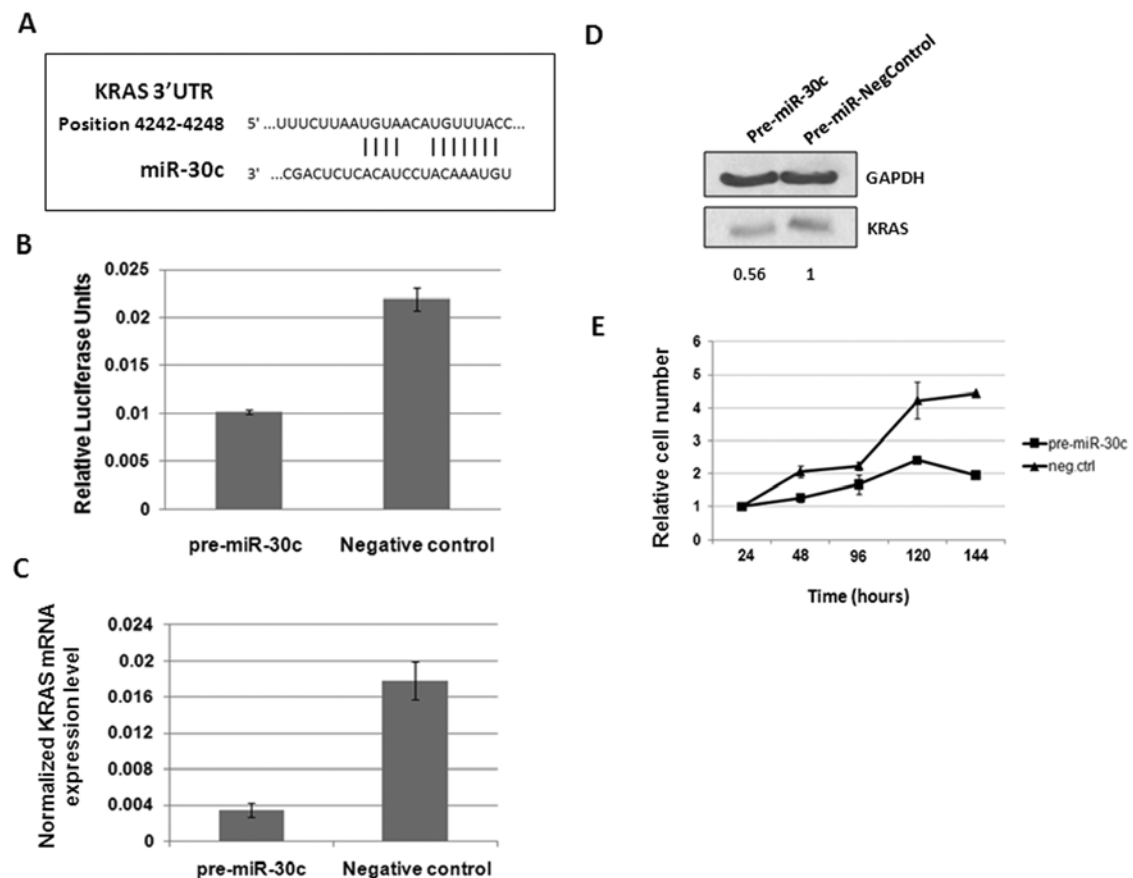 A
KRAS 3'UTR
Position 4242-4248 5' ...UUUCUUAAUGUAACAUGUUUACC...
miR-30c 3' ...CGACUCUCACAUCCUACAAAUGU
B
Relative Luciferase Units
0.025
0.02
0.015
0.01
0.005
0
pre-miR-30c Negative control
C
Normalized KRAS mRNA
expression level
0.024
0.02
0.016
0.012
0.008
0.004
0
pre-miR-30c Negative control
D
Pre-miR-30c
Pre-miR-NegControl
GAPDH
KRAS
0.56 1
E
Relative cell number
6
5
4
3
2
1
0
24 48 96 120 144
Time (hours)
pre-miR-30c
neg.ctrl